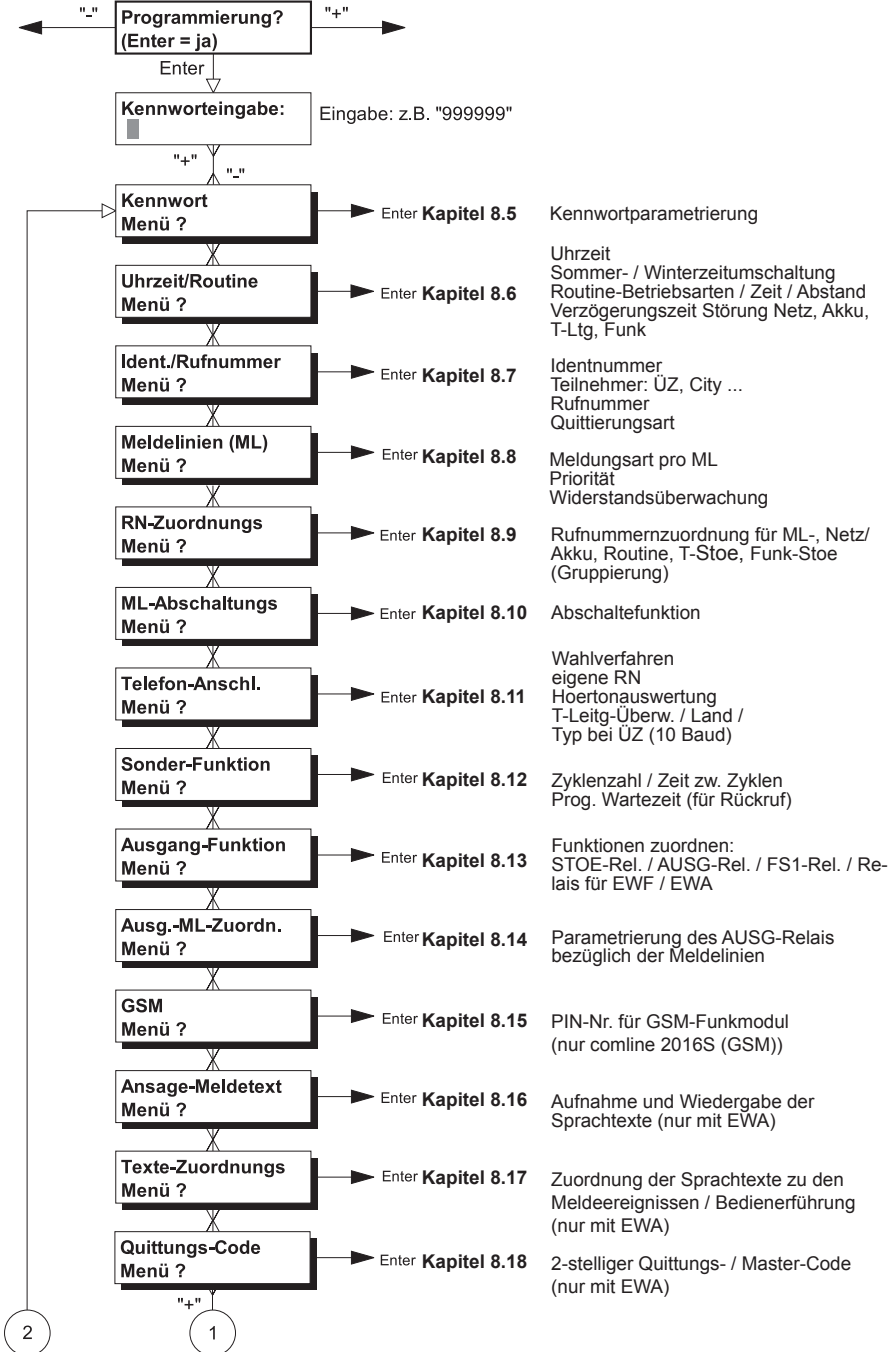 "-"
Programmierung?
(Enter = ja)
"+"
Enter
Kennworteingabe:
Eingabe: z.B. "999999"
"+"
"-"
Kennwort
Menü ?
Enter Kapitel 8.5
Kennwortparametrierung
Uhrzeit/Routine
Menü ?
Enter Kapitel 8.6
Uhrzeit
Sommer- / Winterzeitumschaltung
Routine-Betriebsarten / Zeit / Abstand
Verzögerungszeit Störung Netz, Akku,
T-Ltg, Funk
Ident./Rufnummer
Menü ?
Enter Kapitel 8.7
Identnummer
Teilnehmer: ÜZ, City ...
Rufnummer
Quittierungsart
Meldelinien (ML)
Menü ?
Enter Kapitel 8.8
Meldungsart pro ML
Priorität
Widerstandsüberwachung
RN-Zuordnungs
Menü ?
Enter Kapitel 8.9
Rufnummernzuordnung für ML-, Netz/
Akku, Routine, T-Stoe, Funk-Stoe
(Gruppierung)
ML-Abschaltungs
Menü ?
Enter Kapitel 8.10
Abschaltefunktion
Telefon-Anschl.
Menü ?
Enter Kapitel 8.11
Wahlverfahren
eigene RN
Hoertonauswertung
T-Leitg-Überw. / Land /
Typ bei ÜZ (10 Baud)
Sonder-Funktion
Menü ?
Enter Kapitel 8.12
Zyklenzahl / Zeit zw. Zyklen
Prog. Wartezeit (für Rückruf)
Ausgang-Funktion
Menü ?
Enter Kapitel 8.13
Funktionen zuordnen:
STOE-Rel. / AUSG-Rel. / FS1-Rel. / Re-
lais für EWF / EWA
Ausg.-ML-Zuordn.
Menü ?
Enter Kapitel 8.14
Parametrierung des AUSG-Relais
bezüglich der Meldelinien
GSM
Menü ?
Enter Kapitel 8.15
PIN-Nr. für GSM-Funkmodul
(nur comline 2016S (GSM))
Ansage-Meldetext
Menü ?
Enter Kapitel 8.16
Aufnahme und Wiedergabe der
Sprachtexte (nur mit EWA)
Texte-Zuordnungs
Menü ?
Enter Kapitel 8.17
Zuordnung der Sprachtexte zu den
Meldeereignissen / Bedienerführung
(nur mit EWA)
Quittungs-Code
Menü ?
Enter Kapitel 8.18
2-stelliger Quittungs- / Master-Code
(nur mit EWA)
"+"
2
1